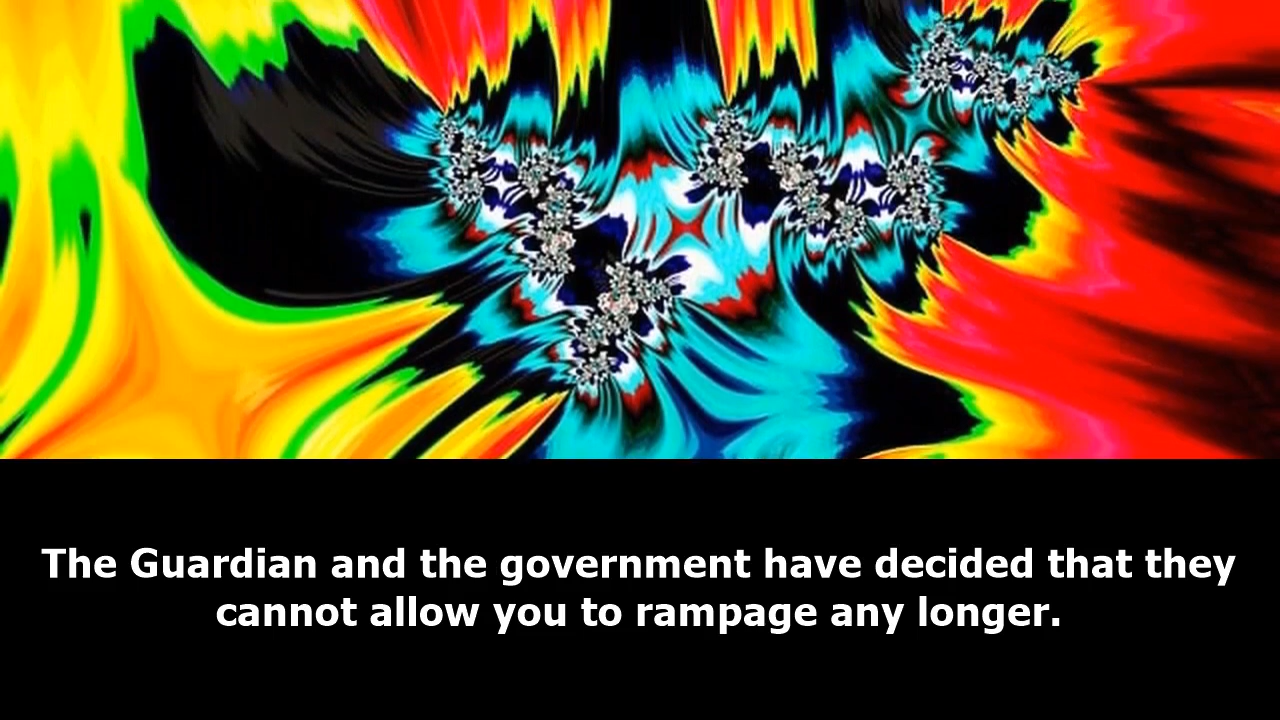 The Guardian and the government have decided that they
cannot allow you to rampage any longer.